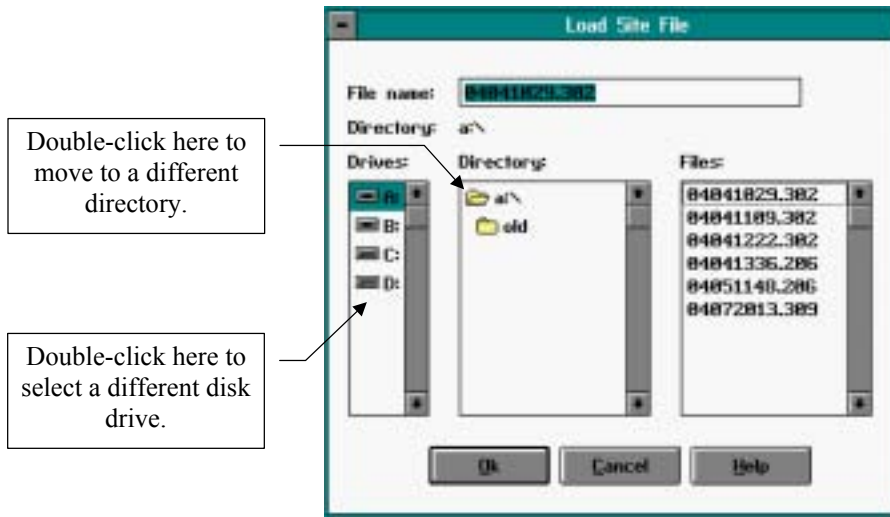 Load Site File
File name: 04041029.302
Directory: a:\
Drives: Directory: Files:
A:
B:
C:
D:
a:\
old
04041029.302
04041109.302
04041222.302
04041336.206
04051148.206
04072013.309
Ok Cancel Help
Double-click here to
move to a different
directory.
Double-click here to
select a different disk
drive.